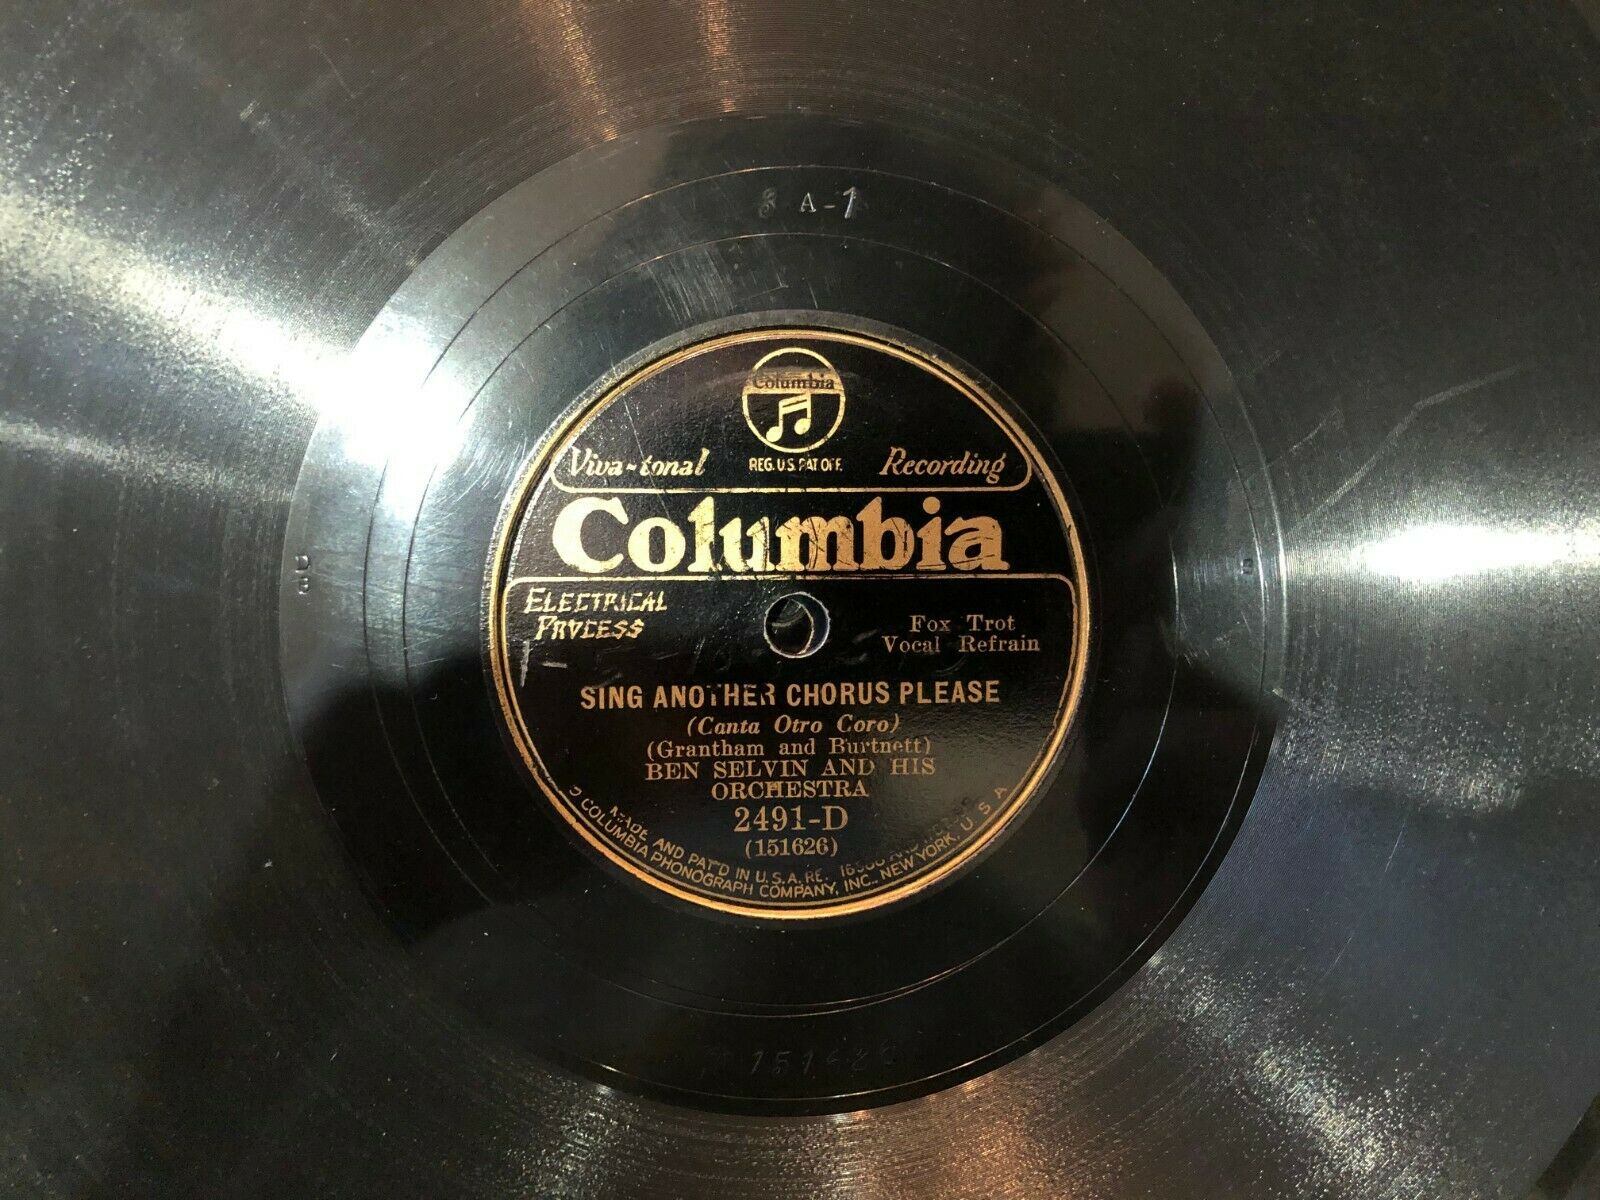 A-1
Columbia
REG. U.S. PAT OFF.
Viva-tonal Recording
Columbia
ELECTRICAL
PROCESS
Fox Trot
Vocal Refrain
SING ANOTHER CHORUS PLEASE
(Canta Otro Coro)
(Grantham and Burtnett)
BEN SELVIN AND HIS
ORCHESTRA
2491-D
(151626)
MADE AND PAT'D IN U.S.A. RE. AND
COLUMBIA PHONOGRAPH COMPANY, INC., NEW YORK, U.S.A